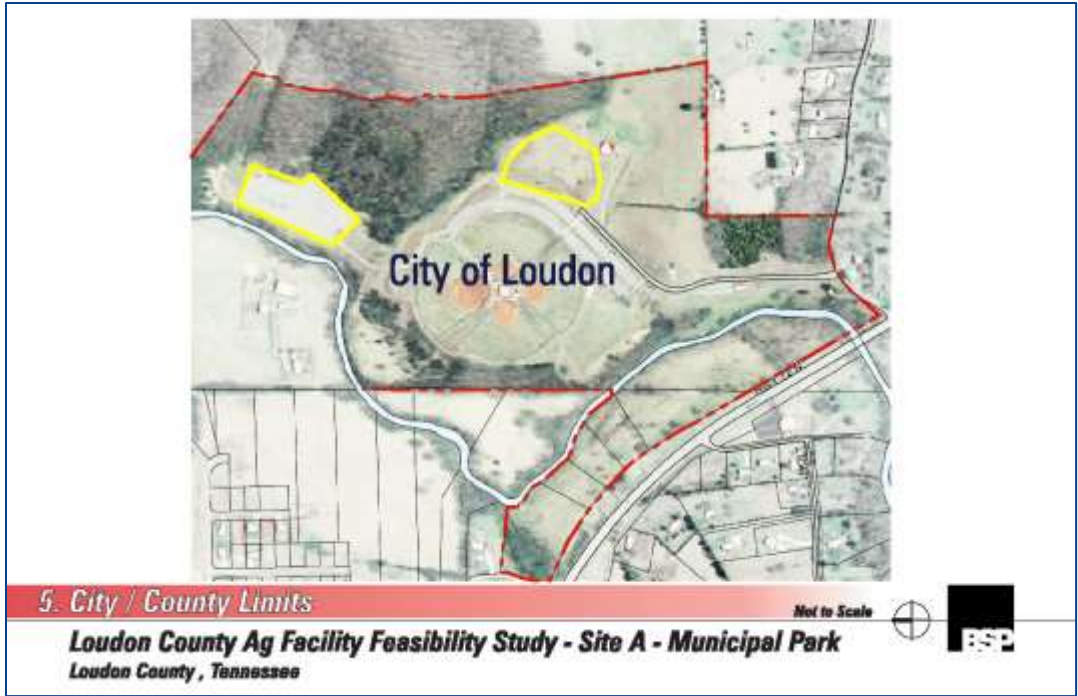 City of Loudon
5. City / County Limits
Not to Scale
BSP
Loudon County Ag Facility Feasibility Study - Site A - Municipal Park
Loudon County , Tennessee